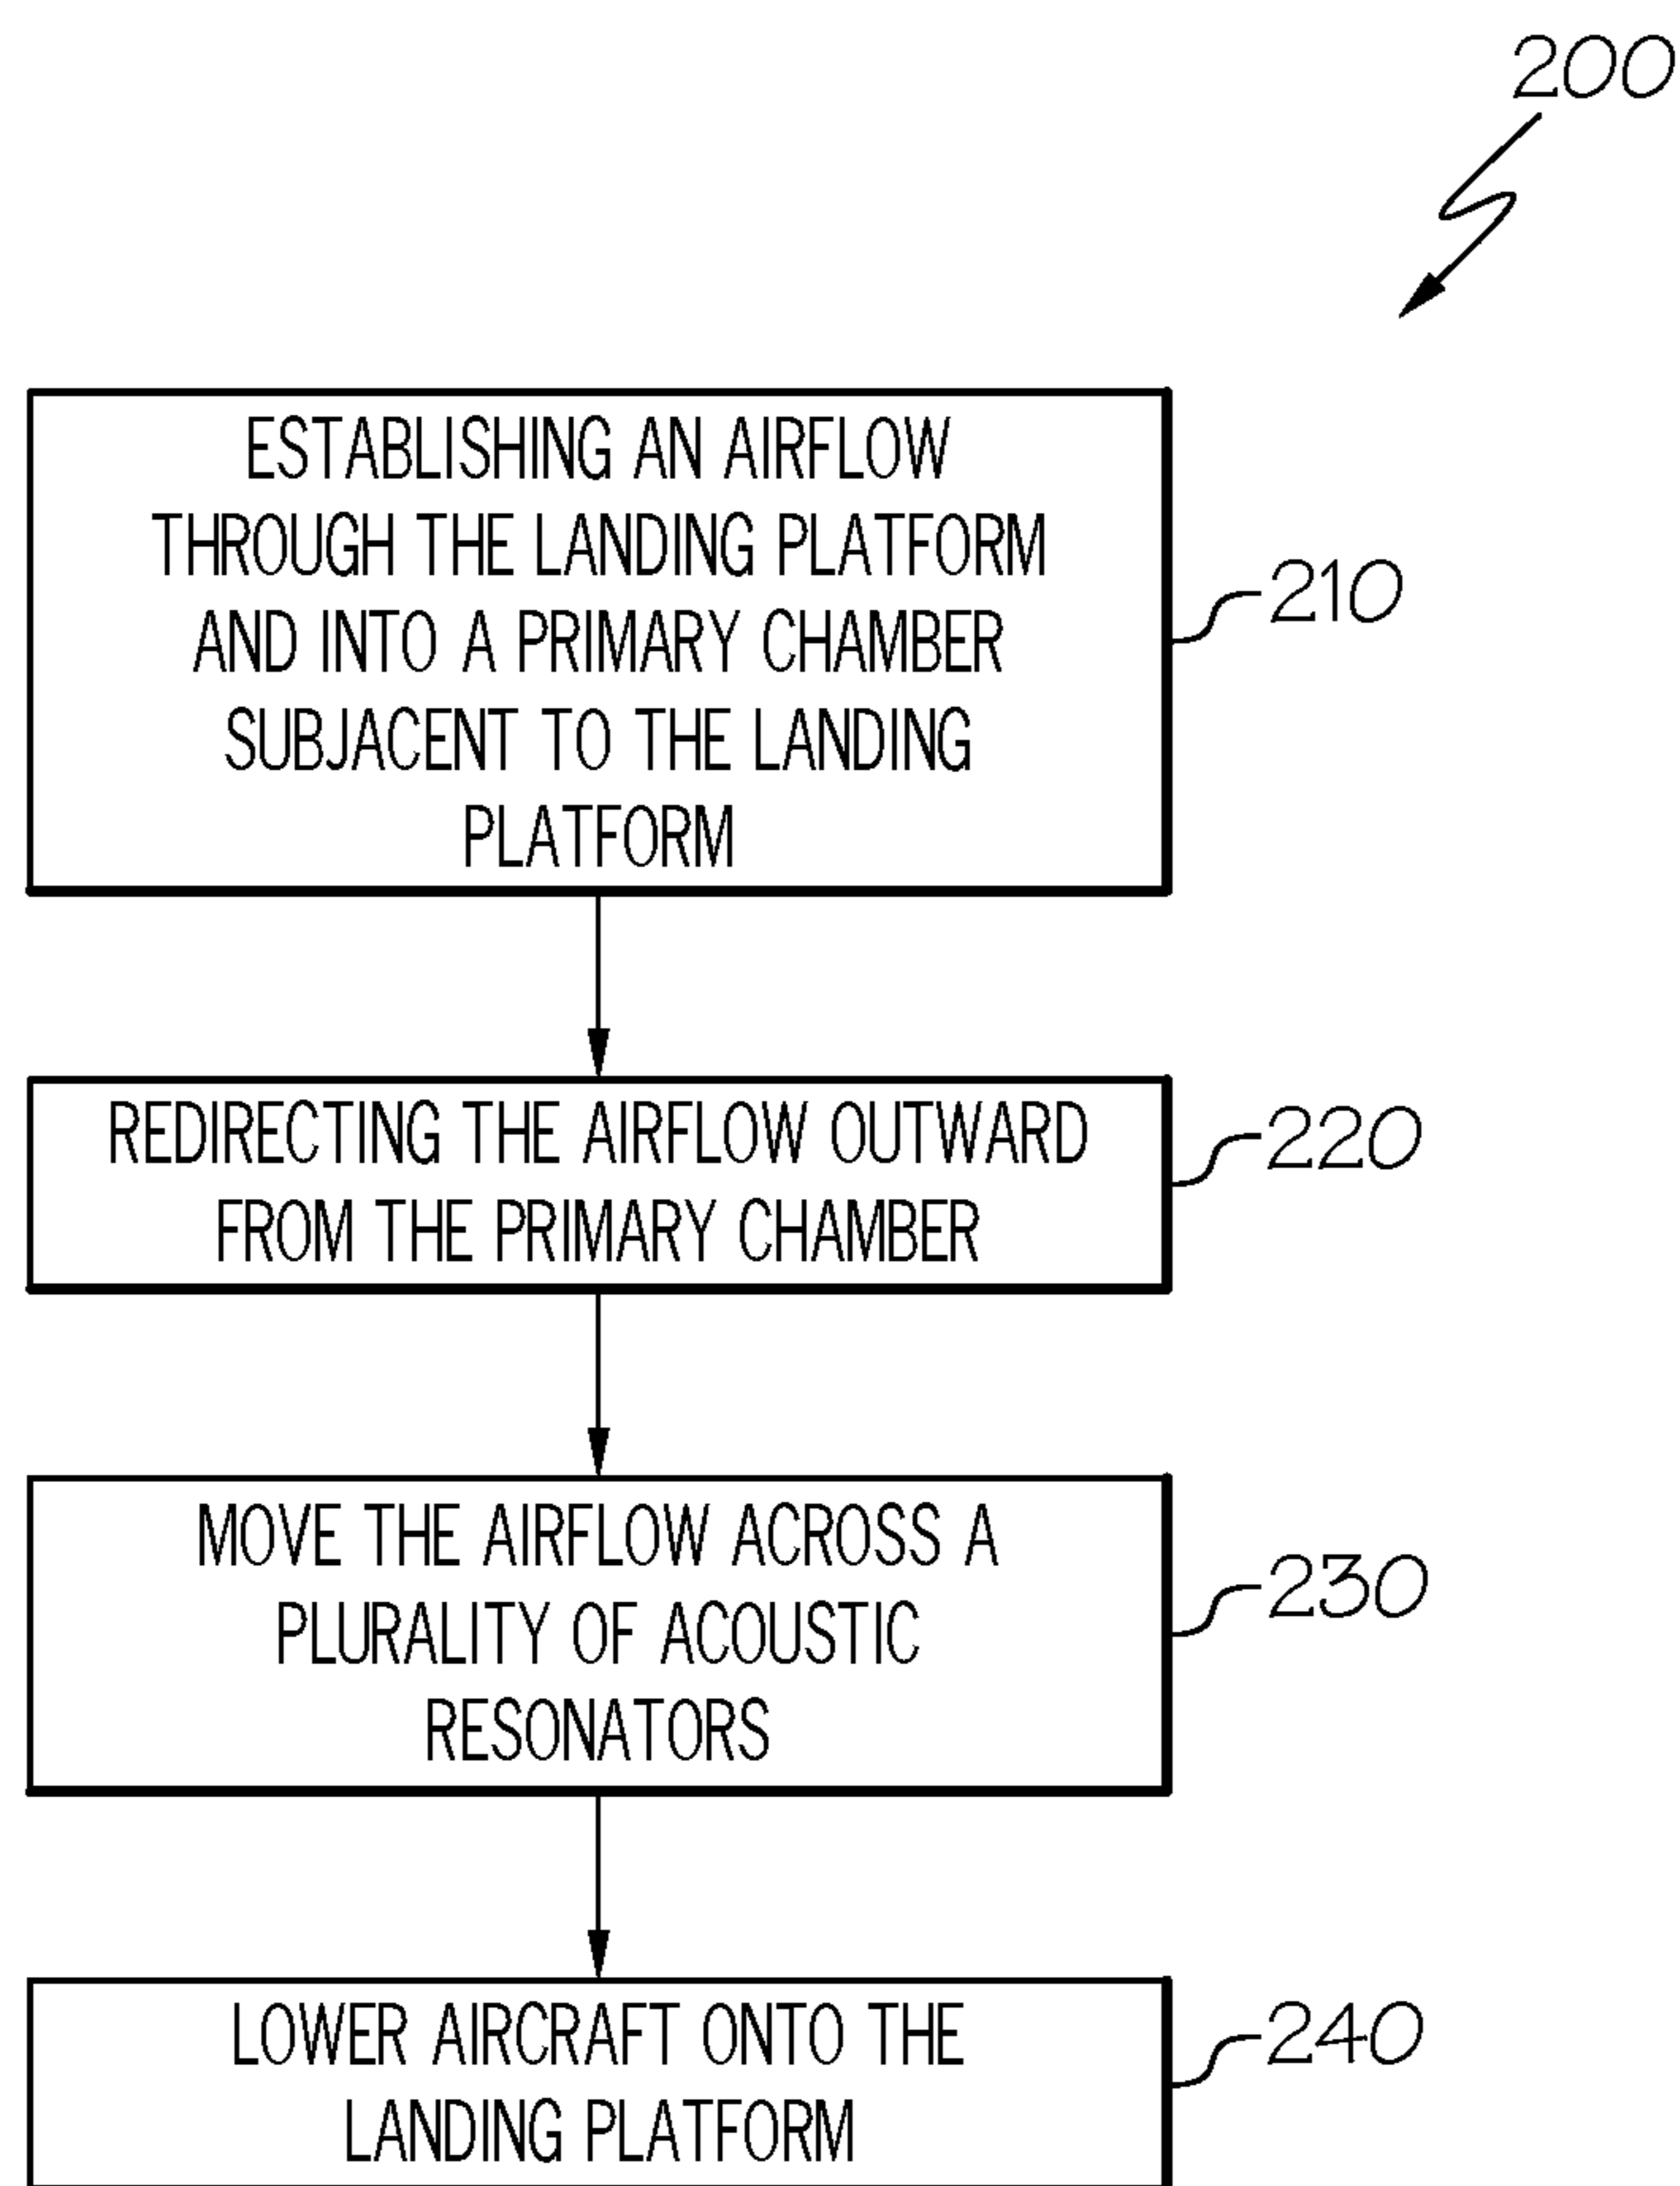 200
ESTABLISHING AN AIRFLOW
THROUGH THE LANDING PLATFORM
AND INTO A PRIMARY CHAMBER
SUBJACENT TO THE LANDING
PLATFORM
210
REDIRECTING THE AIRFLOW OUTWARD
FROM THE PRIMARY CHAMBER
220
MOVE THE AIRFLOW ACROSS A
PLURALITY OF ACOUSTIC
RESONATORS
230
LOWER AIRCRAFT ONTO THE
LANDING PLATFORM
240